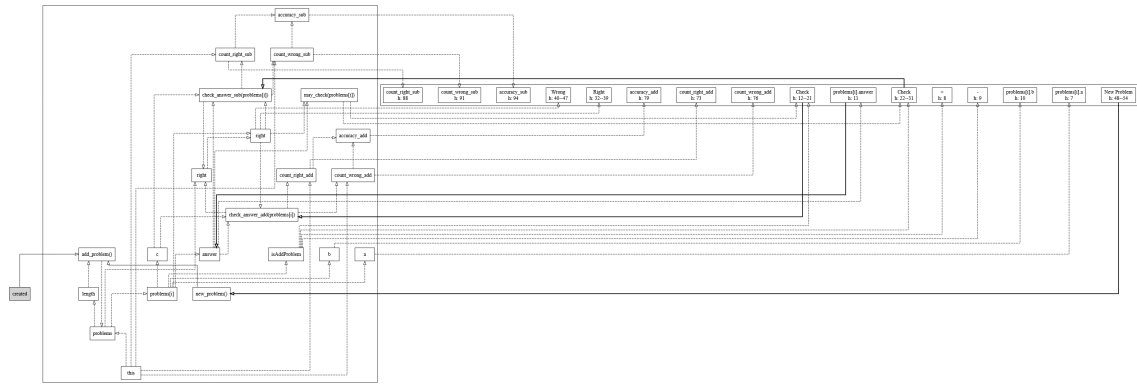 accuracy_sub
count_right_sub
count_wrong_sub
check_answer_sub(problems[i])
may_check(problems[i])
count_right_sub
h: 88
count_wrong_sub
h: 91
accuracy_sub
h: 94
Wrong
h: 40~47
Right
h: 32~39
accuracy_add
h: 79
count_right_add
h: 73
count_wrong_add
h: 76
Check
h: 12~21
problems[i].answer
h: 11
Check
h: 22~31
+
h: 8
-
h: 9
problems[i].b
h: 10
problems[i].a
h: 7
New Problem
h: 48~54
right
accuracy_add
right
count_right_add
count_wrong_add
check_answer_add(problems[i])
add_problem()
c
answer
isAddProblem
b
a
created
length
problems[i]
new_problem()
problems
this